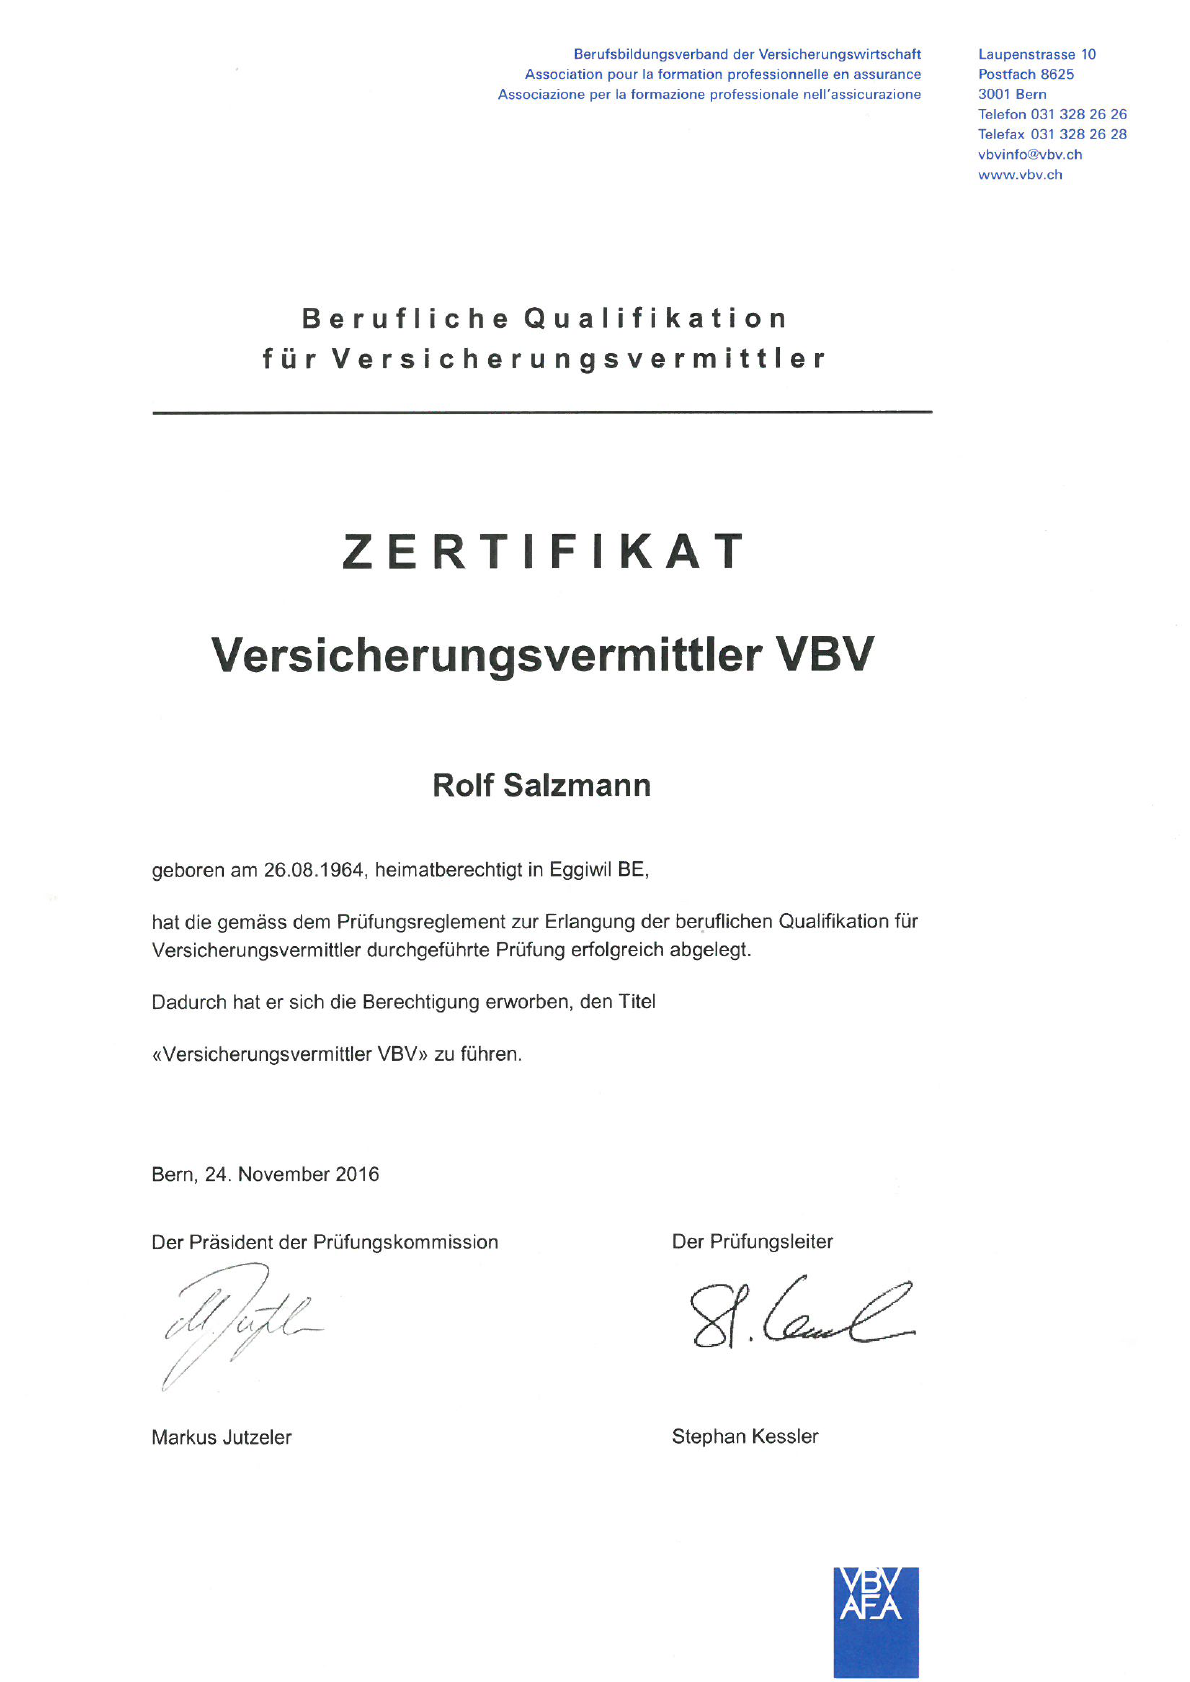 Berufsbildungsverband der Versicherungswirtschaft
Association pour la formation professionnelle en assurance
Associazione per la formazione professionale nell'assicurazione
Laupenstrasse 10
Postfach 8625
3001 Bern
Telefon 031 328 26 26
Telefax 031 328 26 28
vbvinfo@vbv.ch
www.vbv.ch
Berufliche Qualifikation
für Versicherungsvermittler
ZERTIFIKAT
Versicherungsvermittler VBV
Rolf Salzmann
geboren am 26.08.1964, heimatberechtigt in Eggiwil BE,
hat die gemäss dem Prüfungsreglement zur Erlangung der beruflichen Qualifikation für
Versicherungsvermittler durchgeführte Prüfung erfolgreich abgelegt.
Dadurch hat er sich die Berechtigung erworben, den Titel
«Versicherungsvermittler VBV» zu führen.
Bern, 24. November 2016
Der Präsident der Prüfungskommission
Der Prüfungsleiter
Markus Jutzeler
Stephan Kessler
VBV
AFA